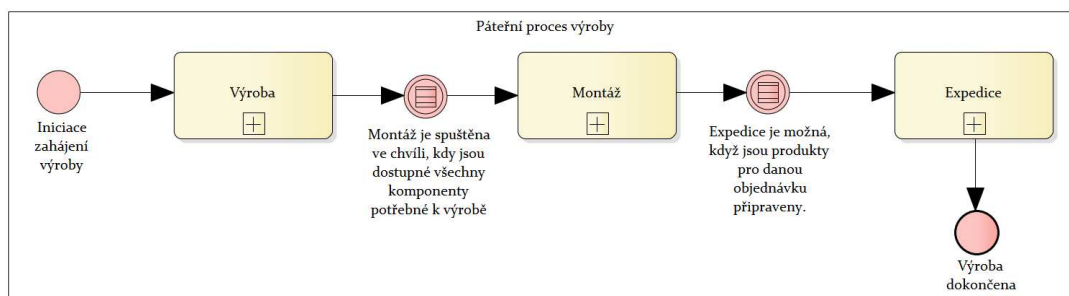 Páteřní proces výroby
Výroba
Montáž
Expedice
Iniciace
zahájení
výroby
Montáž je spuštěna
ve chvíli, kdy jsou
dostupné všechny
komponenty
potřebné k výrobě
Expedice je možná,
když jsou produkty
pro danou
objednávku
připraveny.
Výroba
dokončena